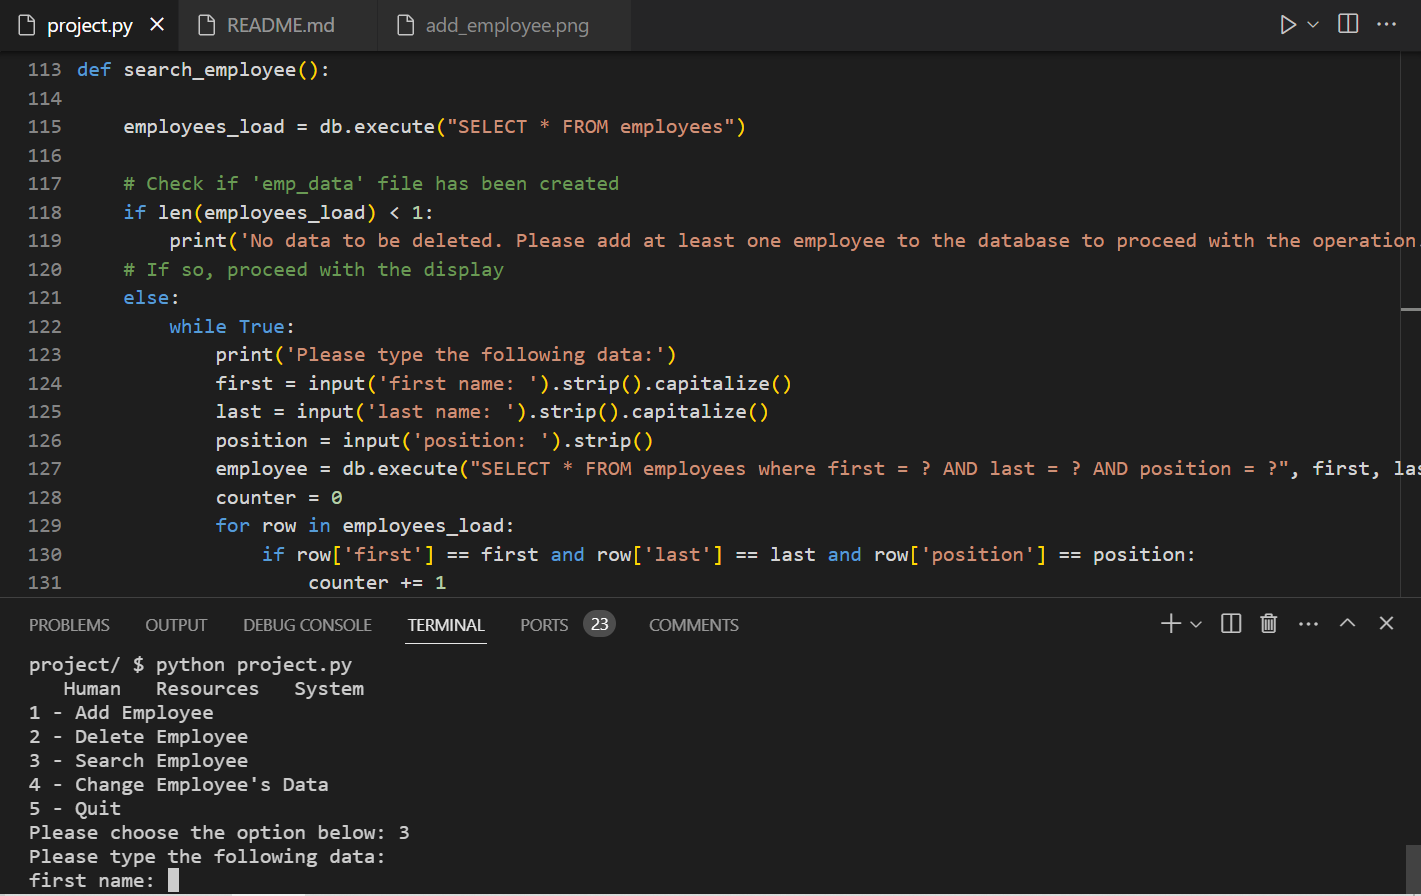 project.py README.md add_employee.png
113 def search_employee():
114
115     employees_load = db.execute("SELECT * FROM employees")
116
117     # Check if 'emp_data' file has been created
118     if len(employees_load) < 1:
119         print('No data to be deleted. Please add at least one employee to the database to proceed with the operation.
120     # If so, proceed with the display
121     else:
122         while True:
123             print('Please type the following data:')
124             first = input('first name: ').strip().capitalize()
125             last = input('last name: ').strip().capitalize()
126             position = input('position: ').strip()
127             employee = db.execute("SELECT * FROM employees where first = ? AND last = ? AND position = ?", first, las
128             counter = 0
129             for row in employees_load:
130                 if row['first'] == first and row['last'] == last and row['position'] == position:
131                     counter += 1
PROBLEMS OUTPUT DEBUG CONSOLE TERMINAL PORTS 23 COMMENTS
project/ $ python project.py
   Human   Resources   System
1 - Add Employee
2 - Delete Employee
3 - Search Employee
4 - Change Employee's Data
5 - Quit
Please choose the option below: 3
Please type the following data:
first name: